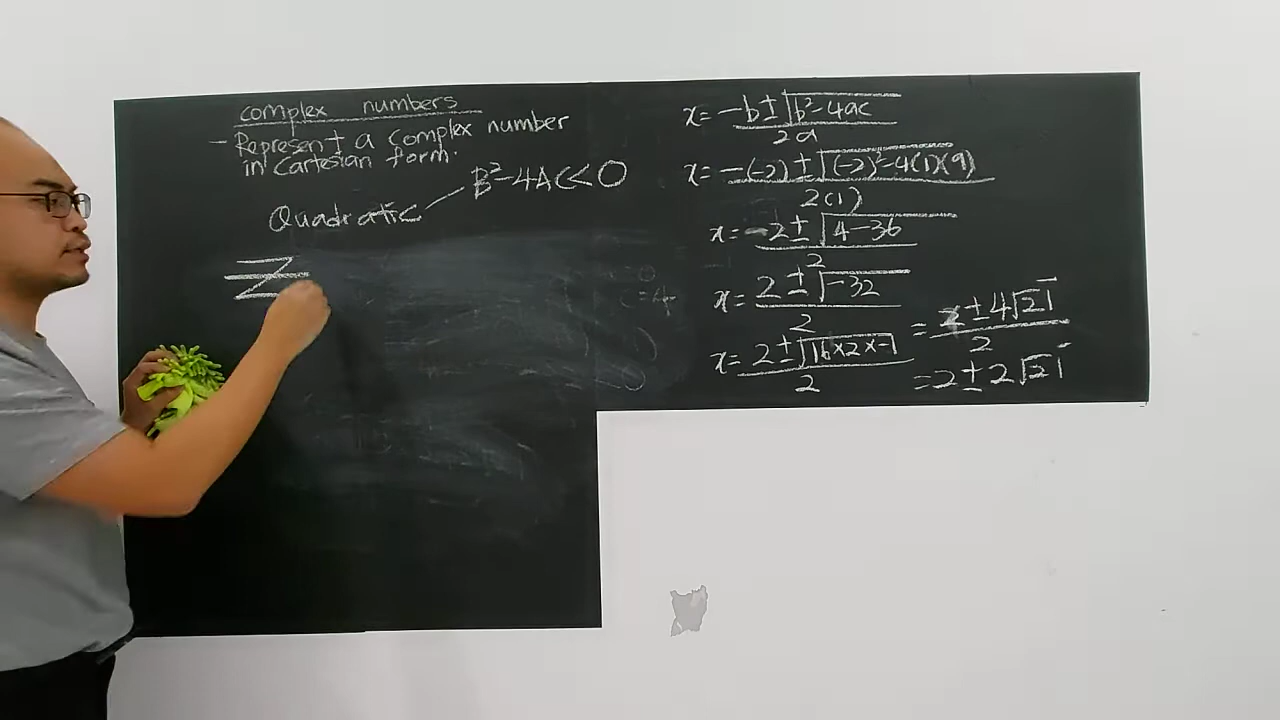 complex numbers
- Represent a complex number
in Cartesian form.
Quadratic
B²-4AC<0
Z
x= -b±√b²-4ac
2a
x= -(-2)±√(-2)²-4(1)(9)
2(1)
x= -2±√4-36
2
x= 2±√-32
2
x= 2±√16×2×-1
2
= 2±4√2i
2
=2±2√2i